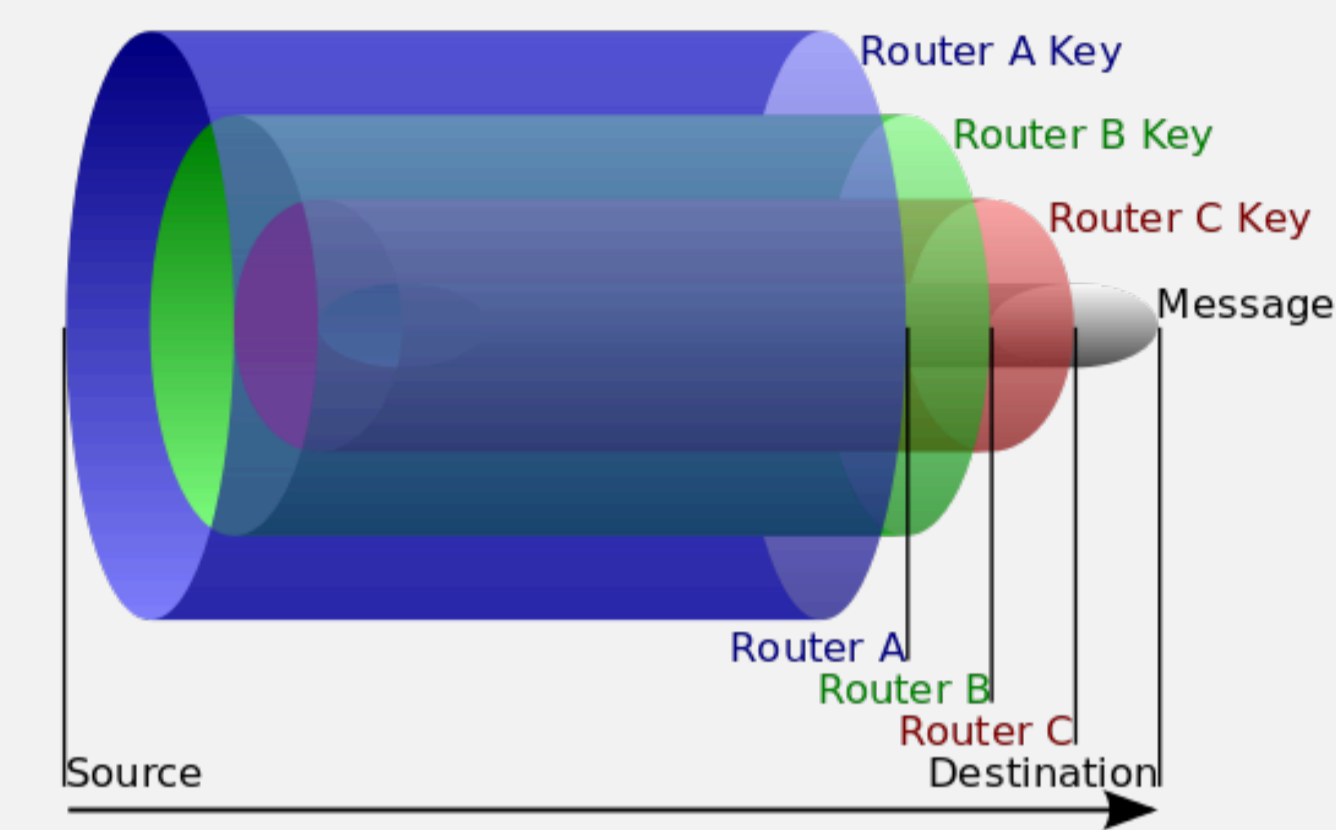 Router A Key
Router B Key
Router C Key
Message
Router A
Router B
Router C
Source
Destination